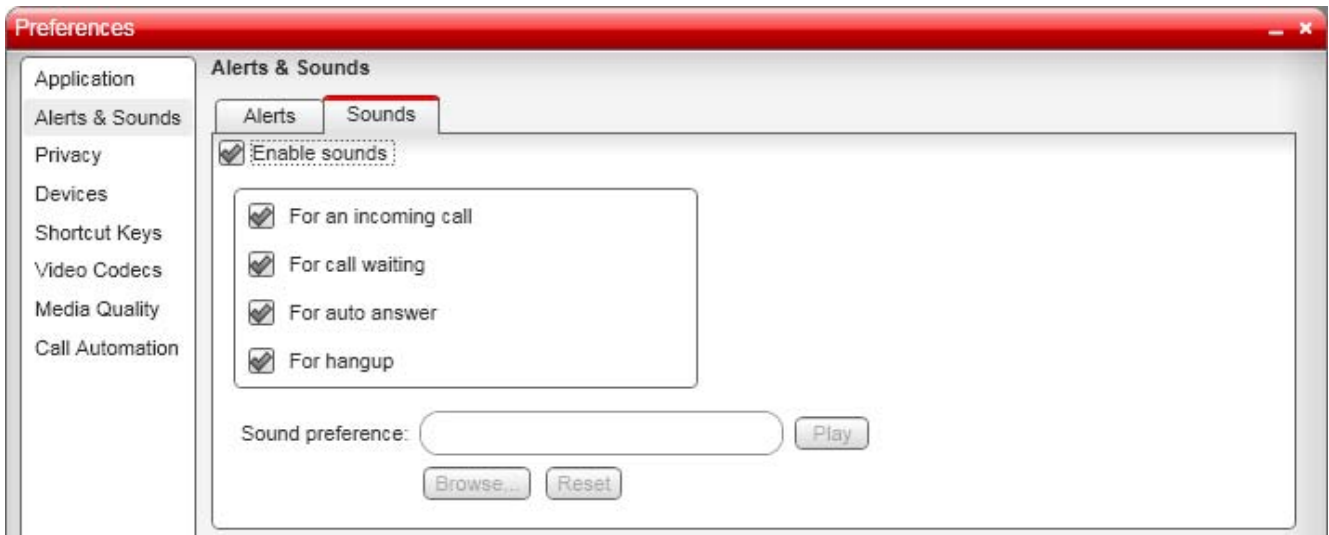 Preferences
Application
Alerts & Sounds
Privacy
Devices
Shortcut Keys
Video Codecs
Media Quality
Call Automation
Alerts & Sounds
Alerts
Sounds
Enable sounds
For an incoming call
For call waiting
For auto answer
For hangup
Sound preference:
Play
Browse...
Reset